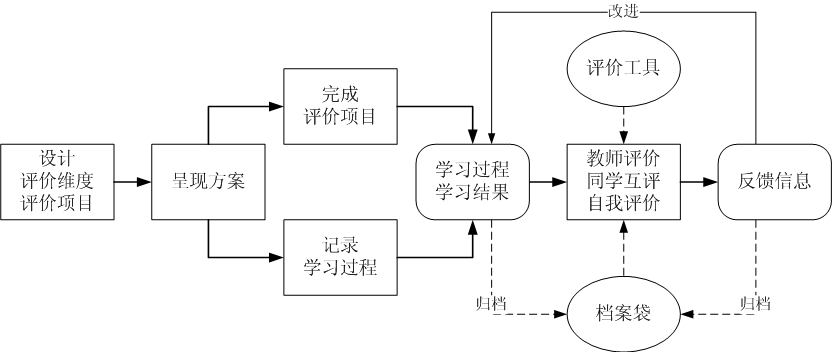 改进
评价工具
完成
评价项目
设计
评价维度
评价项目
呈现方案
学习过程
学习结果
教师评价
同学互评
自我评价
反馈信息
记录
学习过程
归档
档案袋
归档